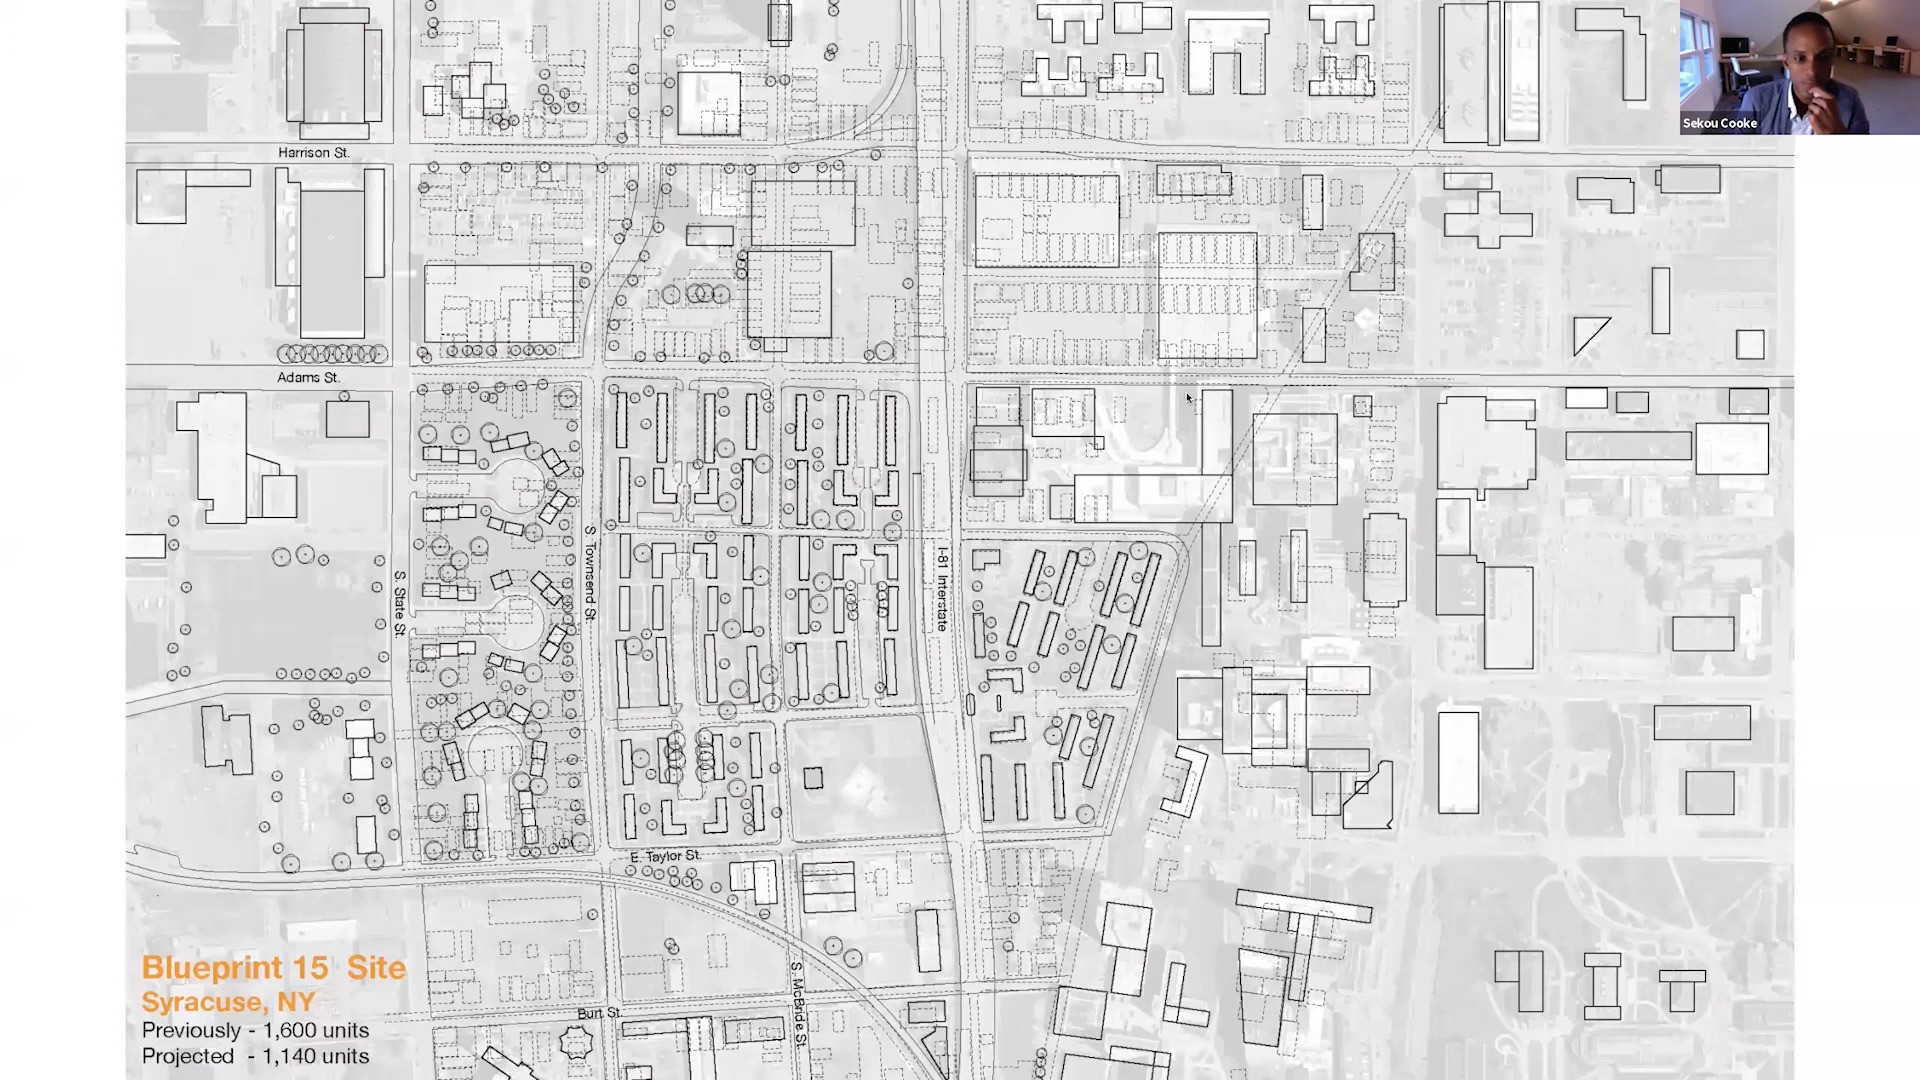 Sekou Cooke
Harrison St.
Adams St.
S. State St.
S. Townsend St.
I-81 Interstate
E. Taylor St.
S. McBride St.
Burt St.
Blueprint 15 Site
Syracuse, NY
Previously - 1,600 units
Projected - 1,140 units